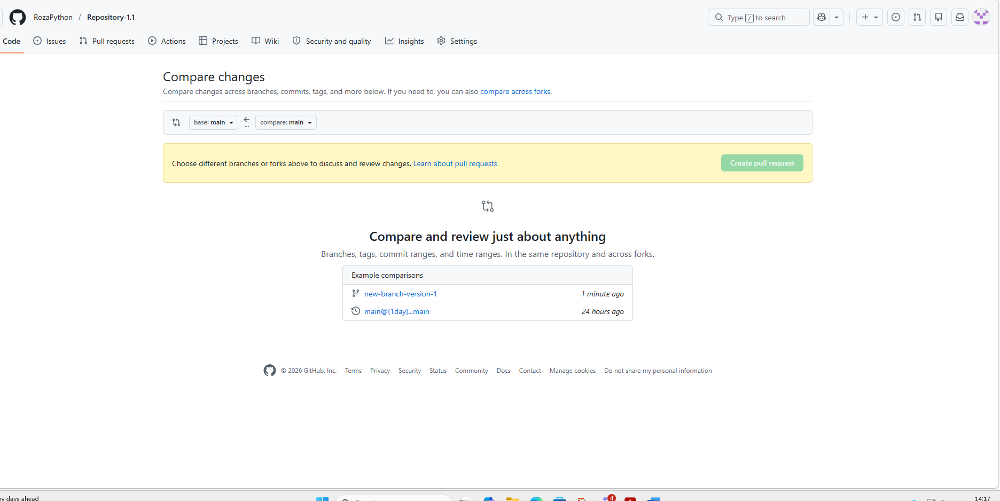 RozaPython / Repository-1.1
Type / to search
Code Issues Pull requests Actions Projects Wiki Security and quality Insights Settings
Compare changes
Compare changes across branches, commits, tags, and more below. If you need to, you can also compare across forks.
base: main ← ... compare: main
Choose different branches or forks above to discuss and review changes. Learn about pull requests
Create pull request
Compare and review just about anything
Branches, tags, commit ranges, and time ranges. In the same repository and across forks.
Example comparisons
new-branch-version-1 1 minute ago
main@{1day}...main 24 hours ago
© 2026 GitHub, Inc. Terms Privacy Security Status Community Docs Contact Manage cookies Do not share my personal information
days ahead
4
14:17